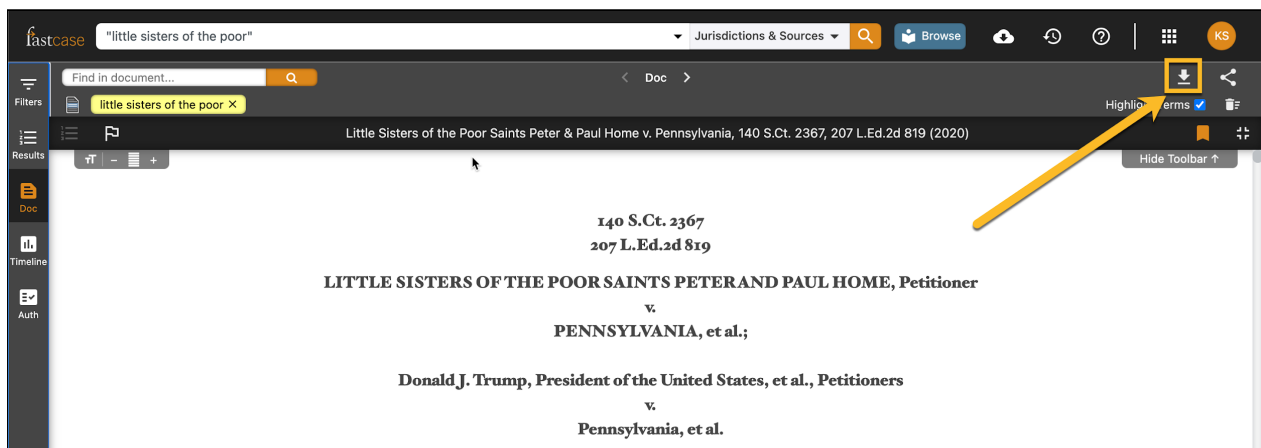 fastcase "little sisters of the poor" Jurisdictions & Sources Browse KS
Filters Find in document... Doc
little sisters of the poor × Highlig erms
Results Little Sisters of the Poor Saints Peter & Paul Home v. Pennsylvania, 140 S.Ct. 2367, 207 L.Ed.2d 819 (2020)
Hide Toolbar ↑
Doc
Timeline
Auth
140 S.Ct. 2367
207 L.Ed.2d 819
LITTLE SISTERS OF THE POOR SAINTS PETER AND PAUL HOME, Petitioner
v.
PENNSYLVANIA, et al.;
Donald J. Trump, President of the United States, et al., Petitioners
v.
Pennsylvania, et al.